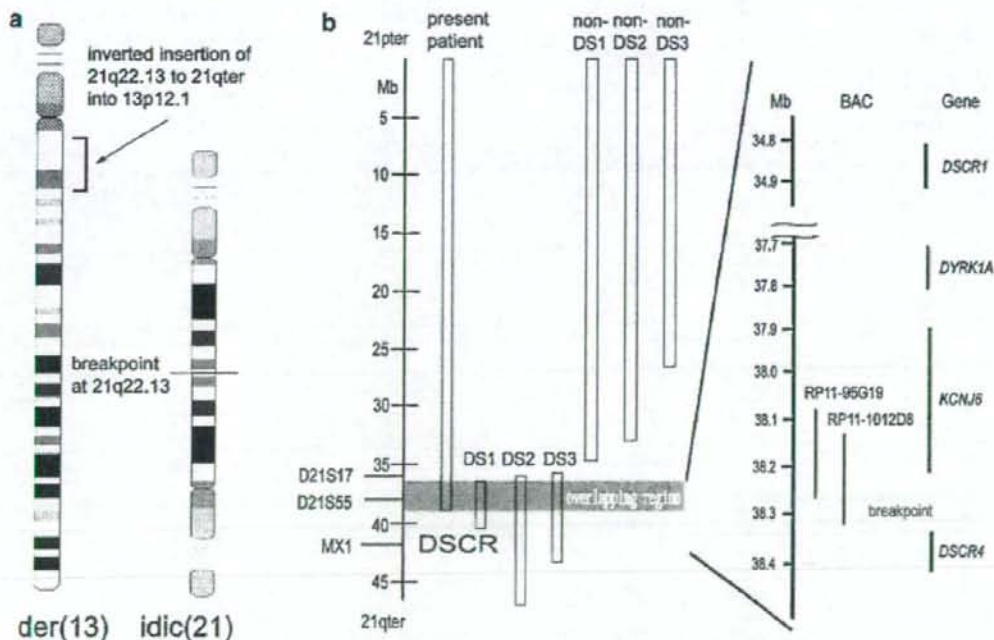 a
inverted insertion of
21q22.13 to 21qter
into 13p12.1
breakpoint
at 21q22.13
der(13)
idic(21)
b
present
patient
21pter
non-
DS1
non-
DS2
non-
DS3
Mb
5
10
15
20
25
30
35
40
45
D21S17
D21S55
MX1
21qter
DS1
DS2
DS3
overlapping region
DSCR
Mb
BAC
Gene
34.8
34.9
37.7
37.8
37.9
38.0
38.1
38.2
38.3
38.4
RP11-95G19
RP11-1012D8
breakpoint
DSCR1
DYRK1A
KCNJ6
DSCR4